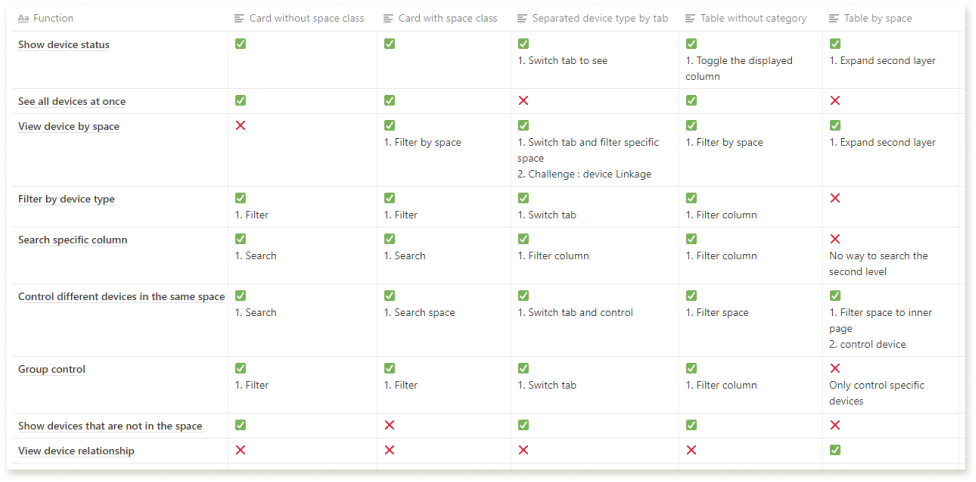 Aa Function
Card without space class
Card with space class
Separated device type by tab
Table without category
Table by space
Show device status
1. Switch tab to see
1. Toggle the displayed
column
1. Expand second layer
See all devices at once
View device by space
1. Filter by space
1. Switch tab and filter specific
space
2. Challenge : device Linkage
1. Filter by space
1. Expand second layer
Filter by device type
1. Filter
1. Filter
1. Switch tab
1. Filter column
Search specific column
1. Search
1. Search
1. Filter column
1. Filter column
No way to search the
second level
Control different devices in the same space
1. Search
1. Search space
1. Switch tab and control
1. Filter space
1. Filter space to inner
page
2. control device
Group control
1. Filter
1. Filter
1. Switch tab
1. Filter column
Only control specific
devices
Show devices that are not in the space
View device relationship